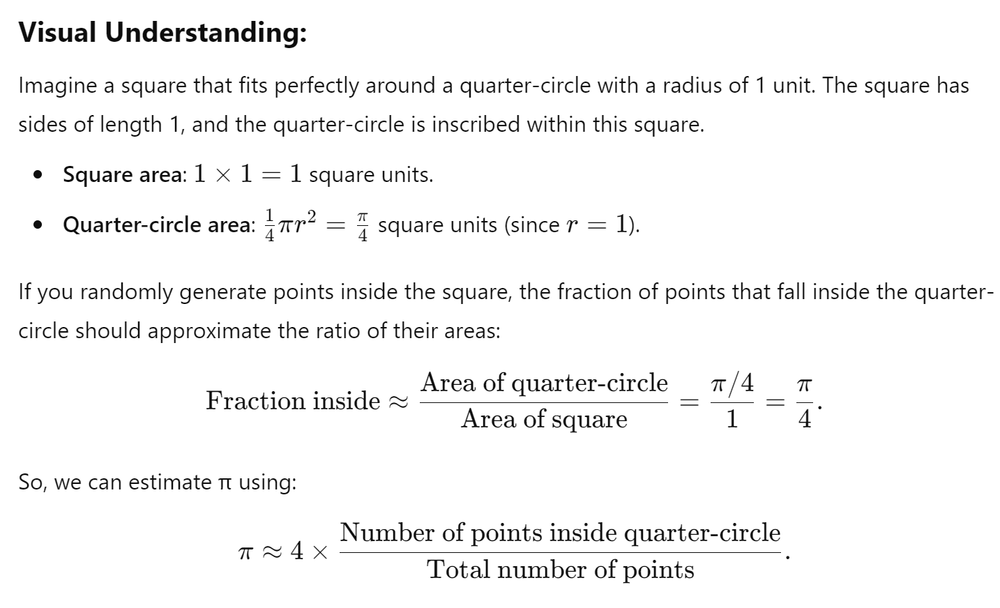 Visual Understanding:
Imagine a square that fits perfectly around a quarter-circle with a radius of 1 unit. The square has
sides of length 1, and the quarter-circle is inscribed within this square.
• Square area: 1 × 1 = 1 square units.
• Quarter-circle area: $\frac{1}{4}\pi r^2 = \frac{\pi}{4}$ square units (since $r = 1$).
If you randomly generate points inside the square, the fraction of points that fall inside the quarter-
circle should approximate the ratio of their areas:
$\text{Fraction inside} \approx \frac{\text{Area of quarter-circle}}{\text{Area of square}} = \frac{\pi/4}{1} = \frac{\pi}{4}.$
So, we can estimate π using:
$\pi \approx 4 \times \frac{\text{Number of points inside quarter-circle}}{\text{Total number of points}}.$